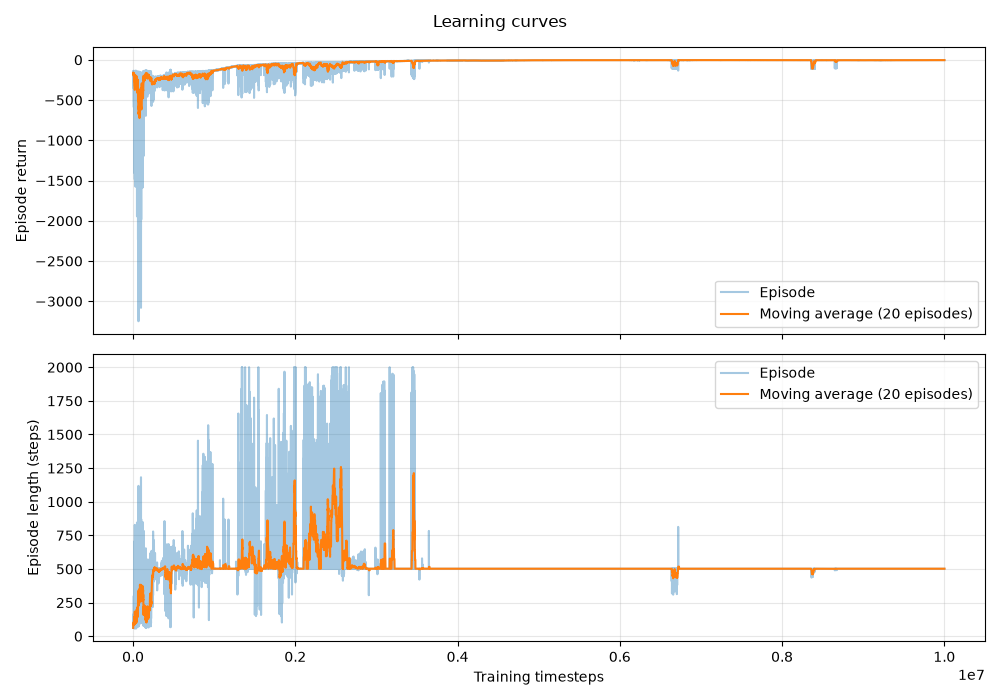 Learning curves
0
−500
−1000
−1500
−2000
−2500
−3000
Episode return
Episode
Moving average (20 episodes)
2000
1750
1500
1250
1000
750
500
250
0
Episode length (steps)
Episode
Moving average (20 episodes)
0.0 0.2 0.4 0.6 0.8 1.0
1e7
Training timesteps